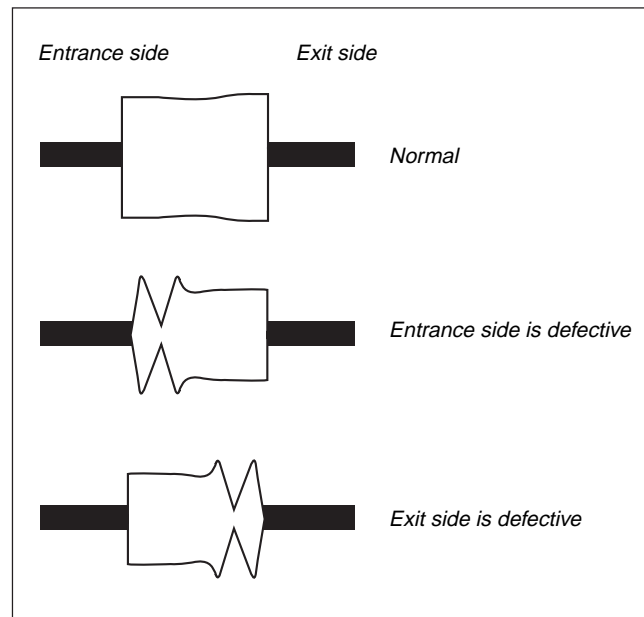 Entrance side Exit side
Normal
Entrance side is defective
Exit side is defective